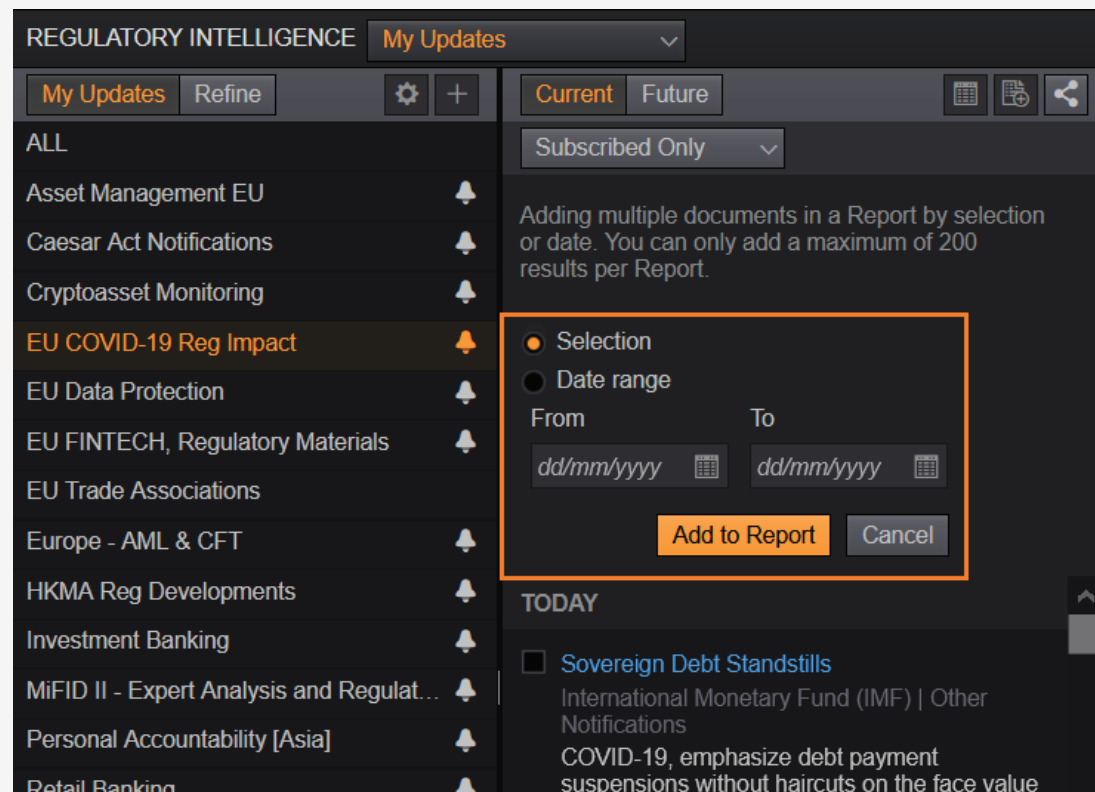 REGULATORY INTELLIGENCE My Updates
My Updates Refine
ALL
Asset Management EU
Caesar Act Notifications
Cryptoasset Monitoring
EU COVID-19 Reg Impact
EU Data Protection
EU FINTECH, Regulatory Materials
EU Trade Associations
Europe - AML & CFT
HKMA Reg Developments
Investment Banking
MiFID II - Expert Analysis and Regulat...
Personal Accountability [Asia]
Retail Banking
Current Future
Subscribed Only
Adding multiple documents in a Report by selection
or date. You can only add a maximum of 200
results per Report.
Selection
Date range
From To
dd/mm/yyyy dd/mm/yyyy
Add to Report Cancel
TODAY
Sovereign Debt Standstills
International Monetary Fund (IMF) | Other
Notifications
COVID-19, emphasize debt payment
suspensions without haircuts on the face value